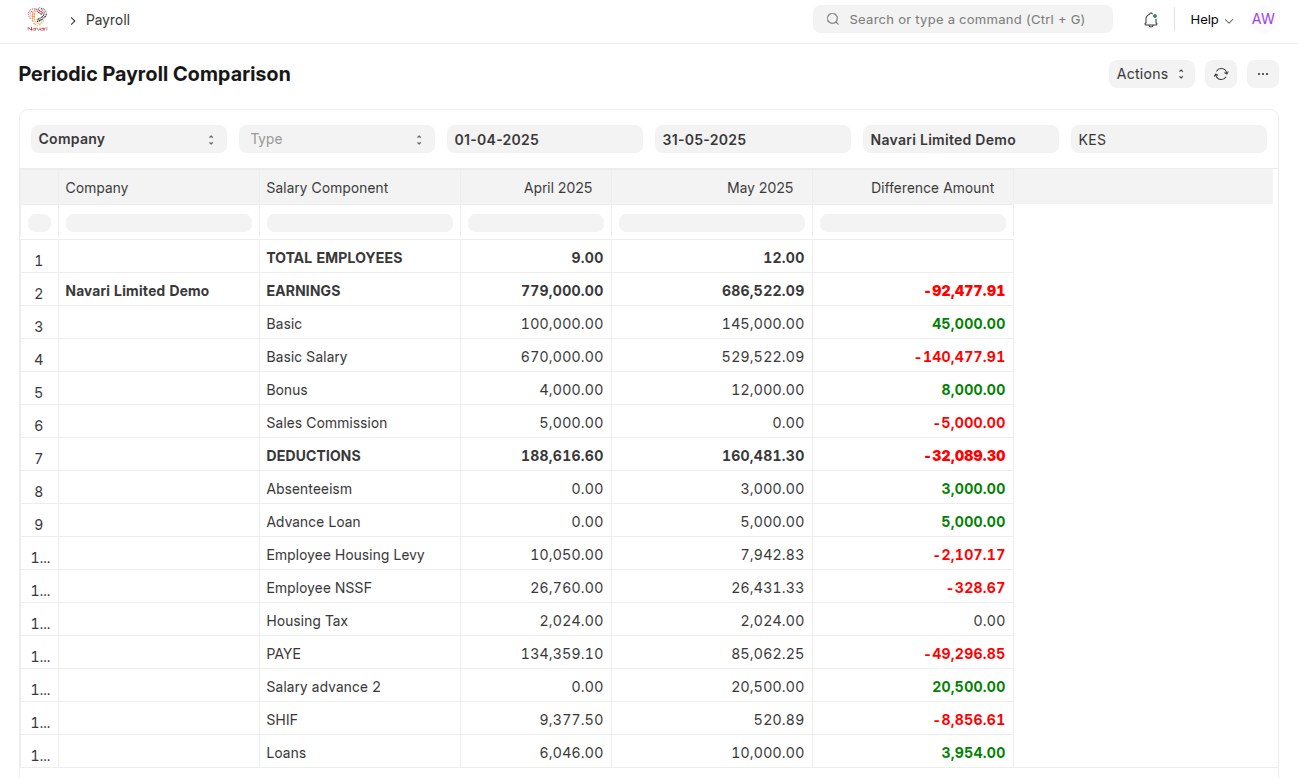 Navari
Payroll
Search or type a command (Ctrl + G)
Help
AW
Periodic Payroll Comparison
Actions
Company Type 01-04-2025 31-05-2025 Navari Limited Demo KES
Company Salary Component April 2025 May 2025 Difference Amount
1 TOTAL EMPLOYEES 9.00 12.00
2 Navari Limited Demo EARNINGS 779,000.00 686,522.09 -92,477.91
3 Basic 100,000.00 145,000.00 45,000.00
4 Basic Salary 670,000.00 529,522.09 -140,477.91
5 Bonus 4,000.00 12,000.00 8,000.00
6 Sales Commission 5,000.00 0.00 -5,000.00
7 DEDUCTIONS 188,616.60 160,481.30 -32,089.30
8 Absenteeism 0.00 3,000.00 3,000.00
9 Advance Loan 0.00 5,000.00 5,000.00
1... Employee Housing Levy 10,050.00 7,942.83 -2,107.17
1... Employee NSSF 26,760.00 26,431.33 -328.67
1... Housing Tax 2,024.00 2,024.00 0.00
1... PAYE 134,359.10 85,062.25 -49,296.85
1... Salary advance 2 0.00 20,500.00 20,500.00
1... SHIF 9,377.50 520.89 -8,856.61
1... Loans 6,046.00 10,000.00 3,954.00